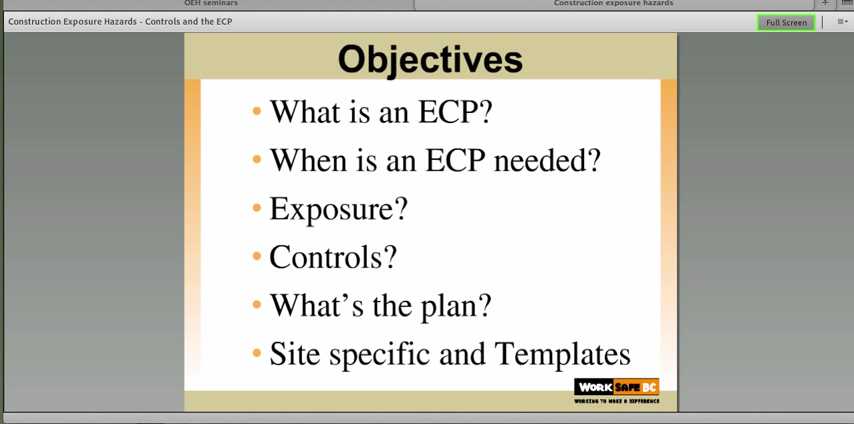 OEH seminars
Construction exposure hazards
Construction Exposure Hazards - Controls and the ECP
Full Screen
Objectives
• What is an ECP?
• When is an ECP needed?
• Exposure?
• Controls?
• What's the plan?
• Site specific and Templates
WORK SAFE BC
WORKING TO MAKE A DIFFERENCE